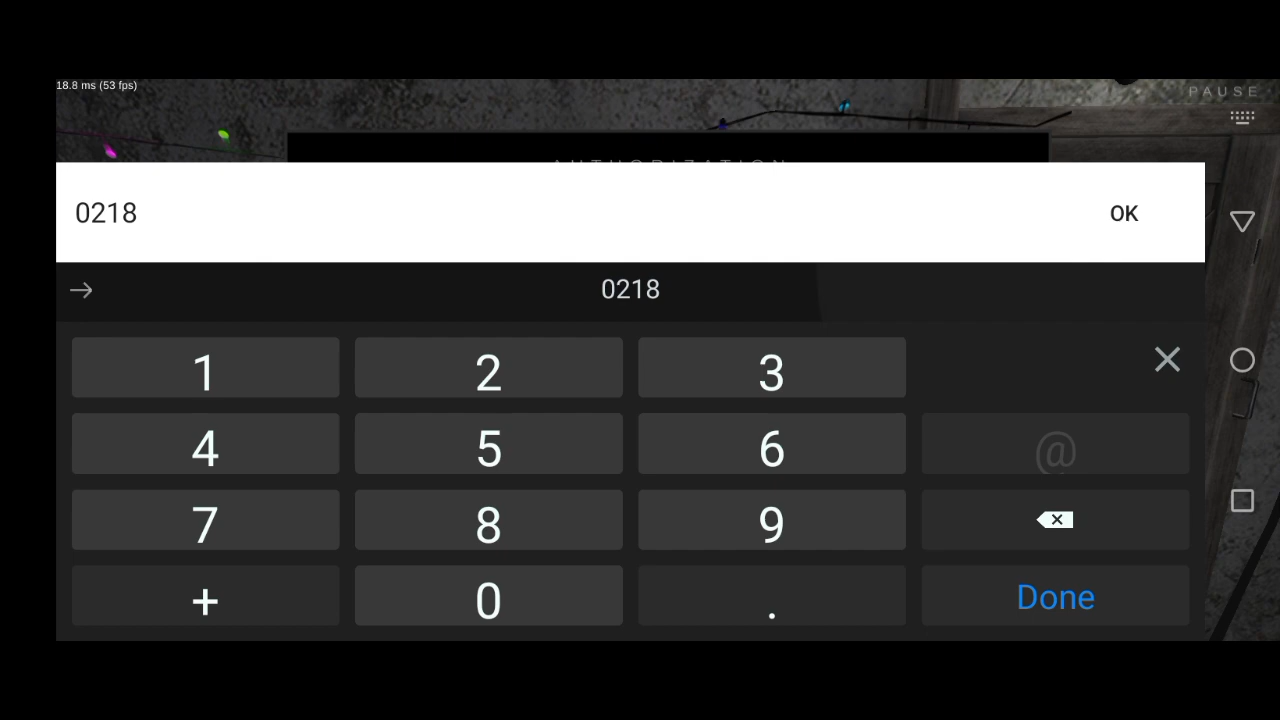 18.8 ms (53 fps)
PAUSE
AUTHORIZATION
0218
OK
0218
1 2 3
4 5 6 @
7 8 9
+ 0 . Done